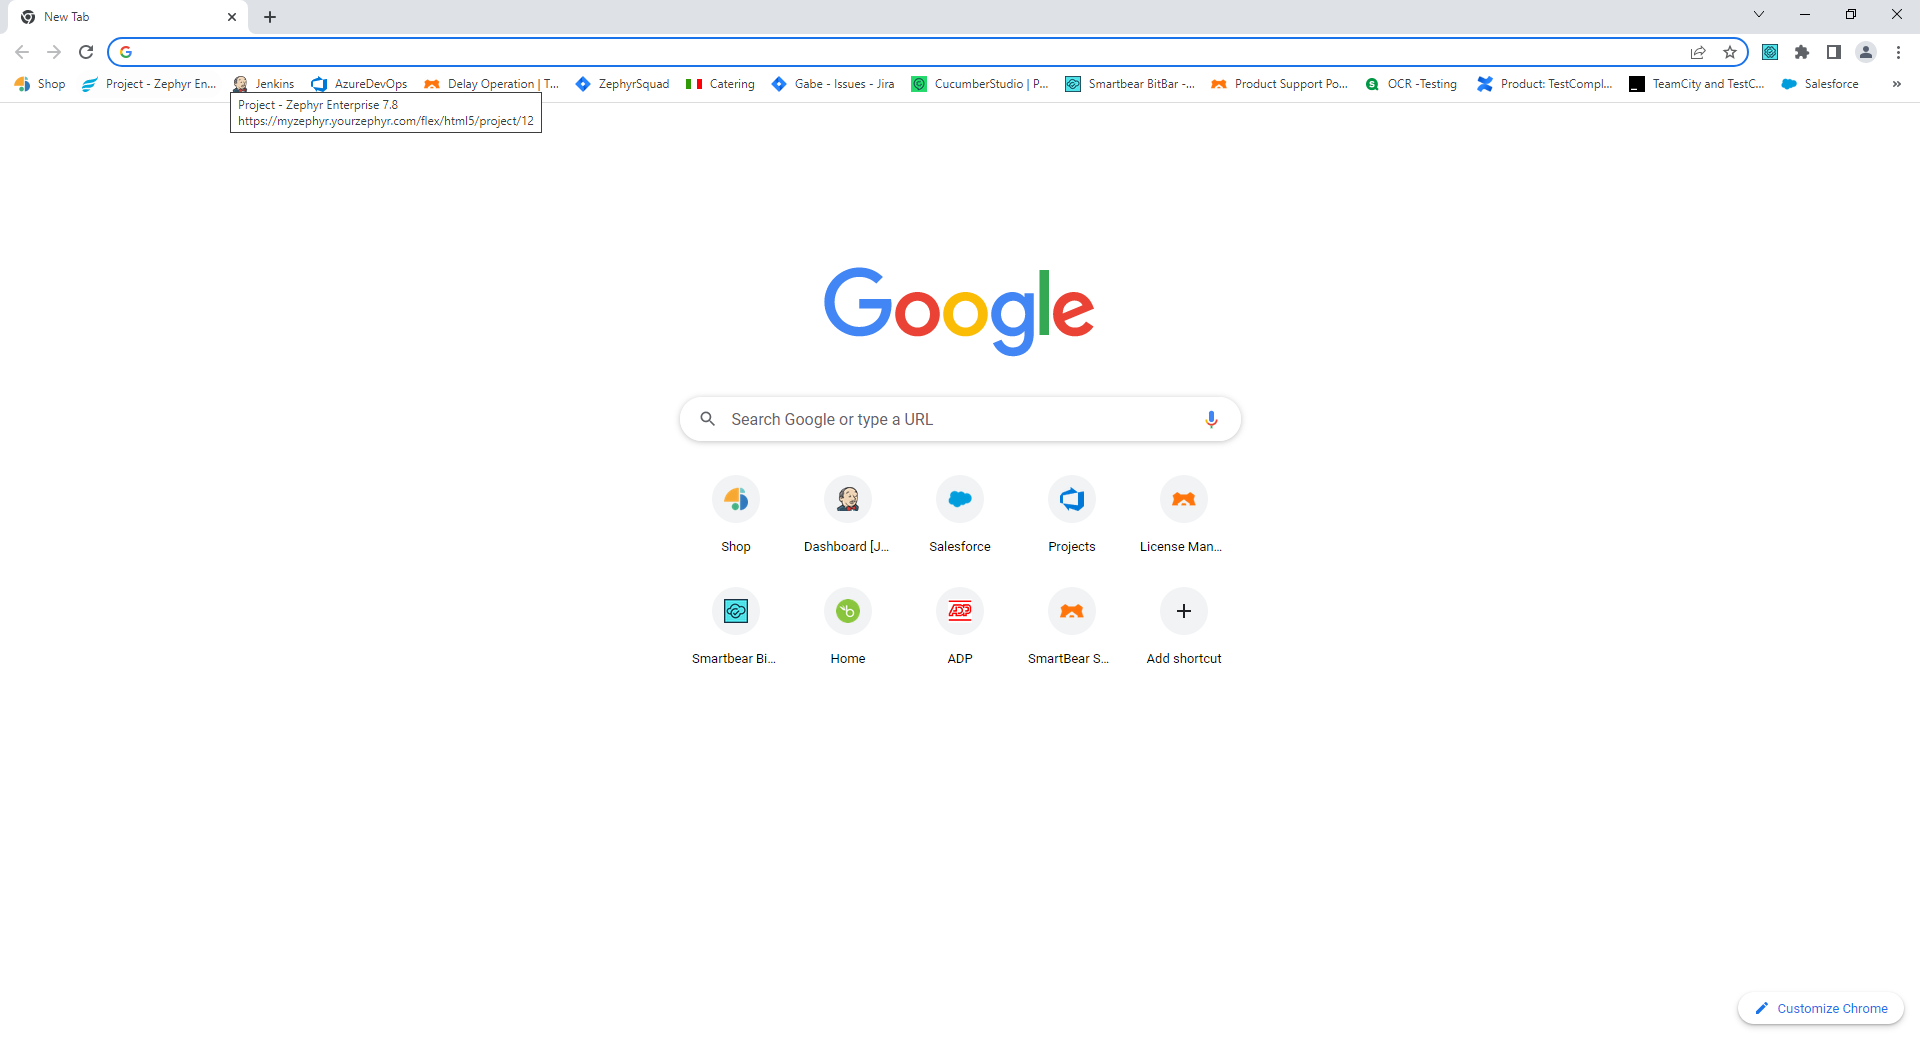 New Tab
Shop
Project - Zephyr En...
Jenkins
AzureDevOps
Delay Operation | T...
ZephyrSquad
Catering
Gabe - Issues - Jira
CucumberStudio | P...
Smartbear BitBar -...
Product Support Po...
OCR -Testing
Product: TestCompl...
TeamCity and TestC...
Salesforce
Project - Zephyr Enterprise 7.8
https://myzephyr.yourzephyr.com/flex/html5/project/12
Google
Search Google or type a URL
Shop
Dashboard [J...
Salesforce
Projects
License Man...
Smartbear Bi...
Home
ADP
ADP
SmartBear S...
Add shortcut
Customize Chrome